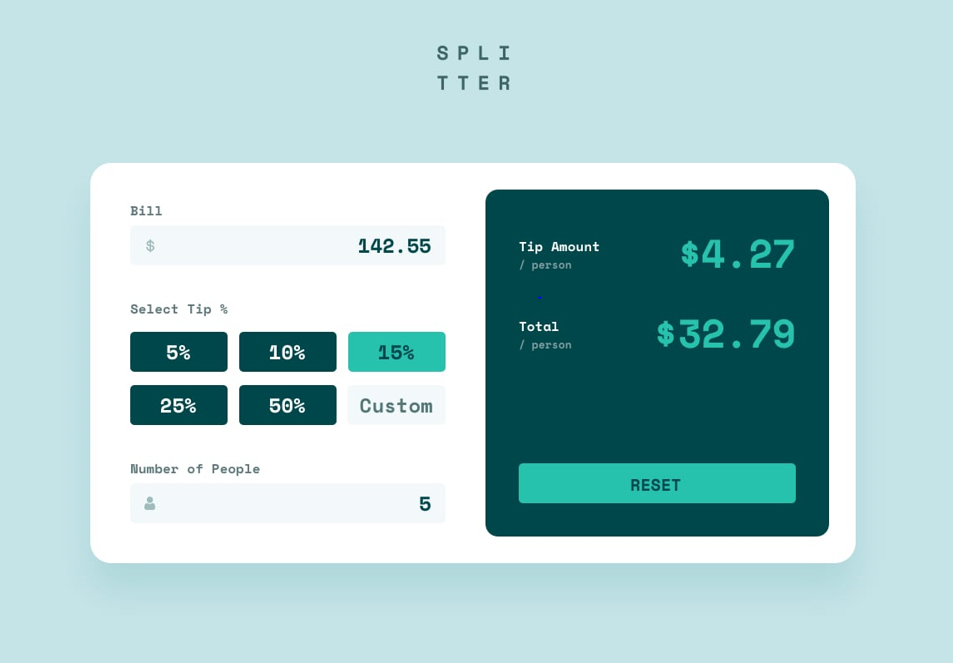 SPLI
TTER
Bill
$ 142.55
Select Tip %
5% 10% 15%
25% 50% Custom
Number of People
5
Tip Amount
/ person
$4.27
Total
/ person
$32.79
RESET